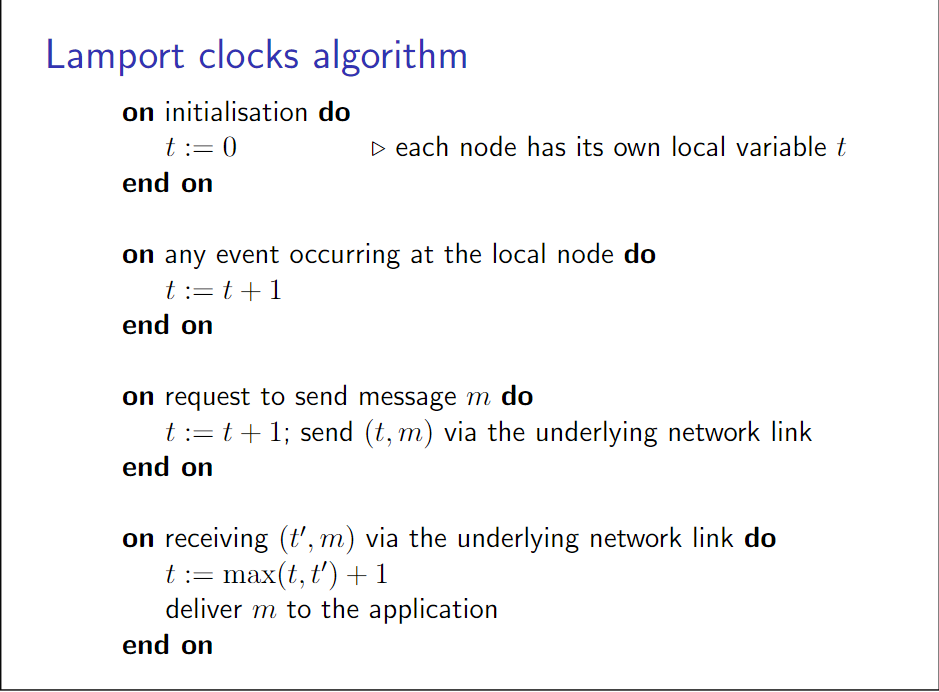 Lamport clocks algorithm
on initialisation do
t := 0 ▷ each node has its own local variable t
end on
on any event occurring at the local node do
t := t + 1
end on
on request to send message m do
t := t + 1; send (t, m) via the underlying network link
end on
on receiving (t′, m) via the underlying network link do
t := max(t, t′) + 1
deliver m to the application
end on